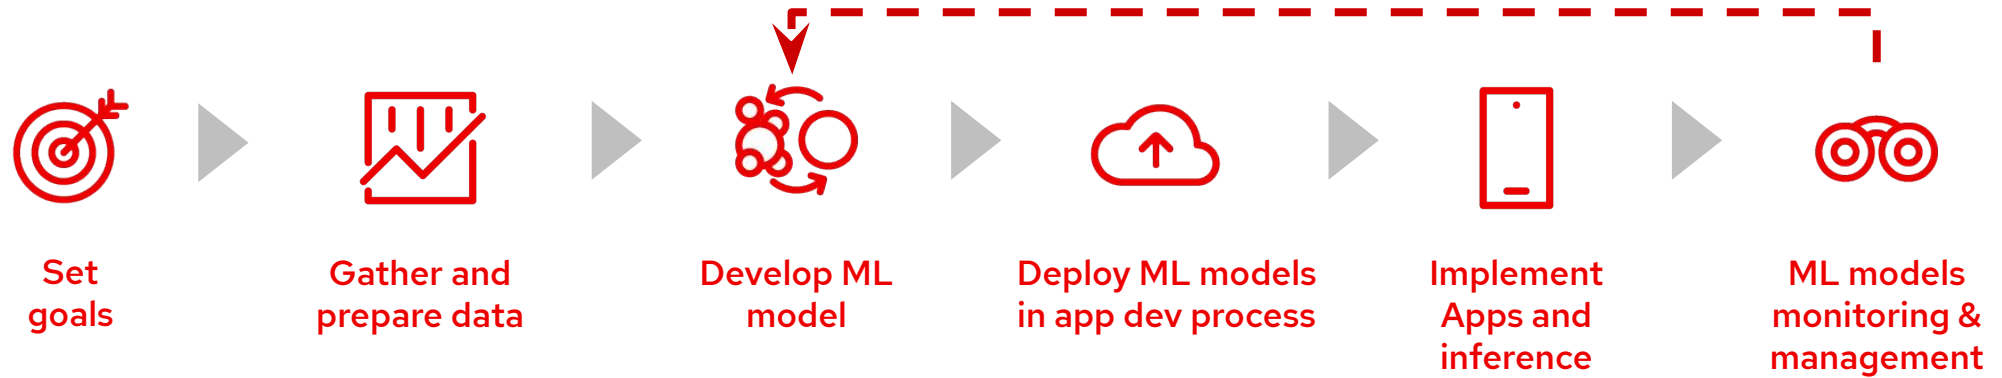 Set
goals
Gather and
prepare data
Develop ML
model
Deploy ML models
in app dev process
Implement
Apps and
inference
ML models
monitoring &
management